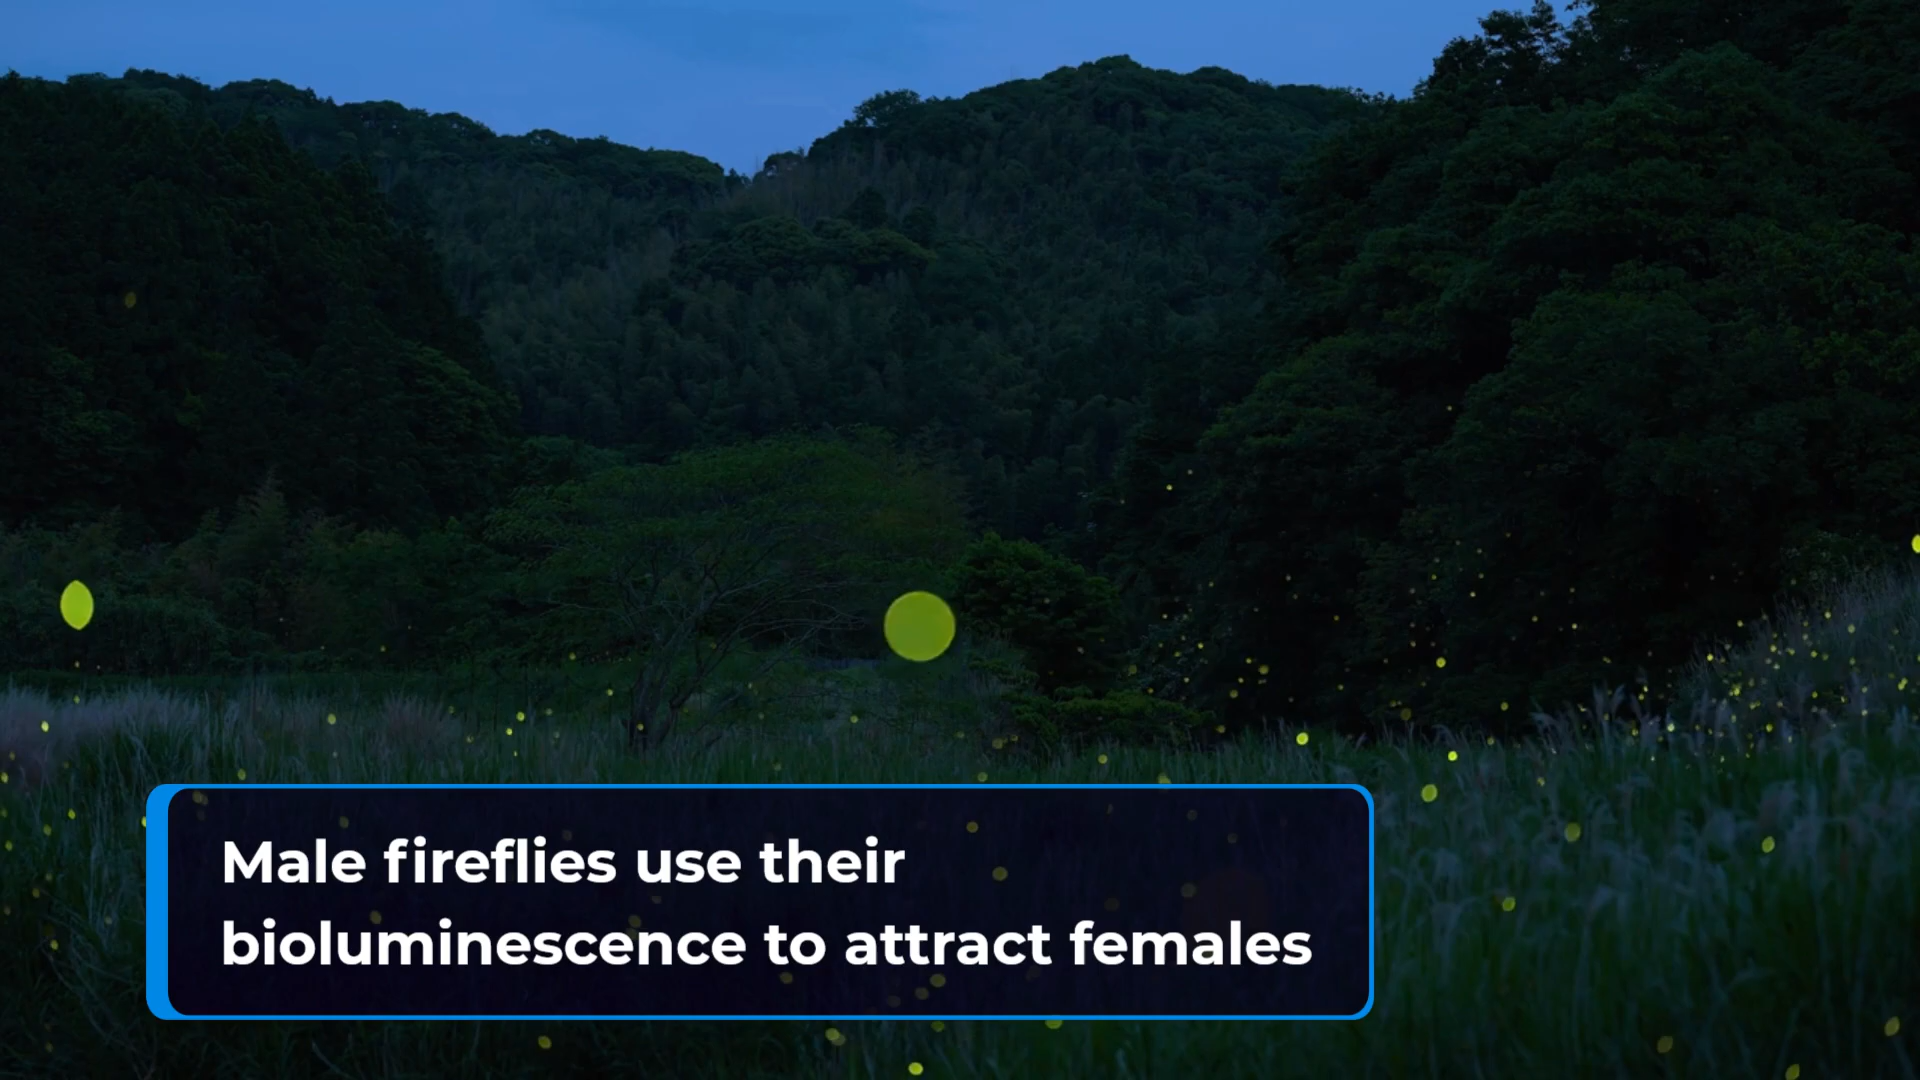 Male fireflies use their
bioluminescence to attract females